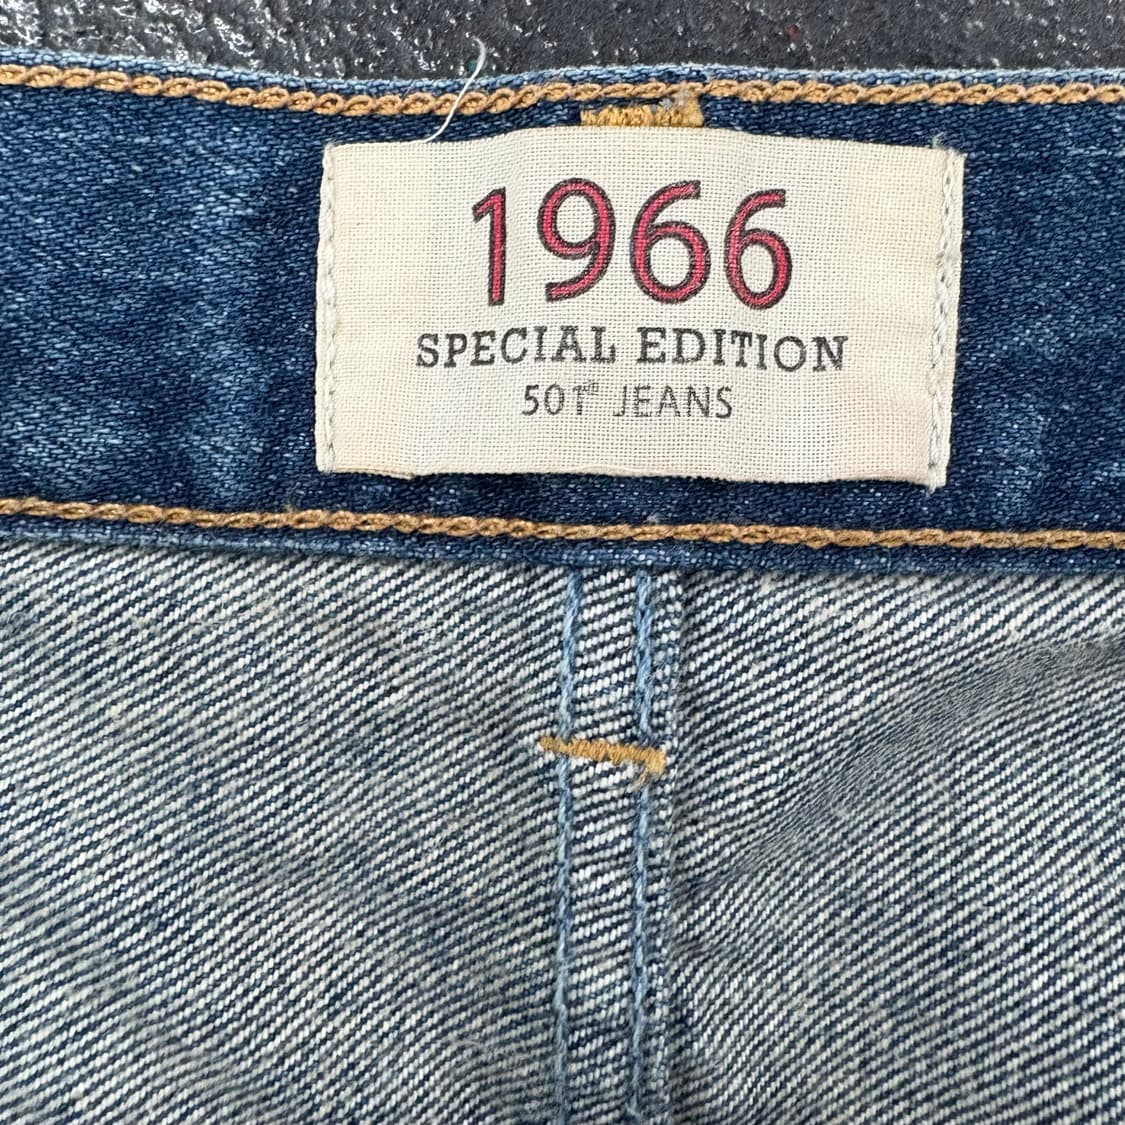 1966
SPECIAL EDITION
501® JEANS